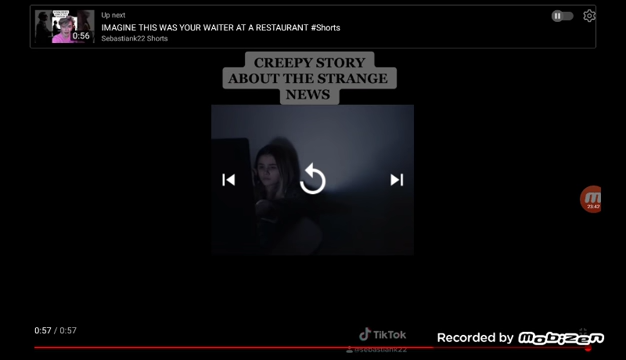 Up next
IMAGINE THIS WAS YOUR WAITER AT A RESTAURANT #Shorts
0:56
Sebastiank22 Shorts
CREEPY STORY
ABOUT THE STRANGE
NEWS
0:57 / 0:57
TikTok
@sebastiank22
Recorded by Mobizen